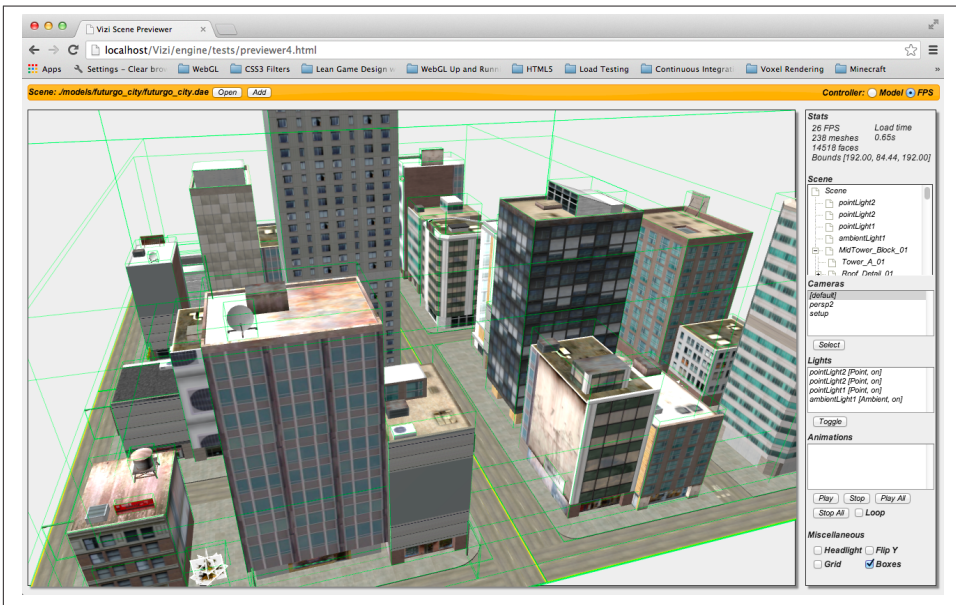 Vizi Scene Previewer
localhost/Vizi/engine/tests/previewer4.html
Apps Settings - Clear bro WebGL CSS3 Filters Lean Game Design WebGL Up and Runn HTML5 Load Testing Continuous Integrati Voxel Rendering Minecraft »
Scene: ./models/futurgo_city/futurgo_city.dae Open Add Controller: Model FPS
Stats
26 FPS Load time
238 meshes 0.65s
14518 faces
Bounds [192.00, 84.44, 192.00]
Scene
Scene
pointLight2
pointLight2
pointLight1
ambientLight1
MidTower_Block_01
Tower_A_01
Roof_Detail_01
Cameras
[default]
persp2
setup
Select
Lights
pointLight2 [Point, on]
pointLight2 [Point, on]
pointLight1 [Point, on]
ambientLight1 [Ambient, on]
Toggle
Animations
Play Stop Play All
Stop All Loop
Miscellaneous
Headlight Flip Y
Grid Boxes